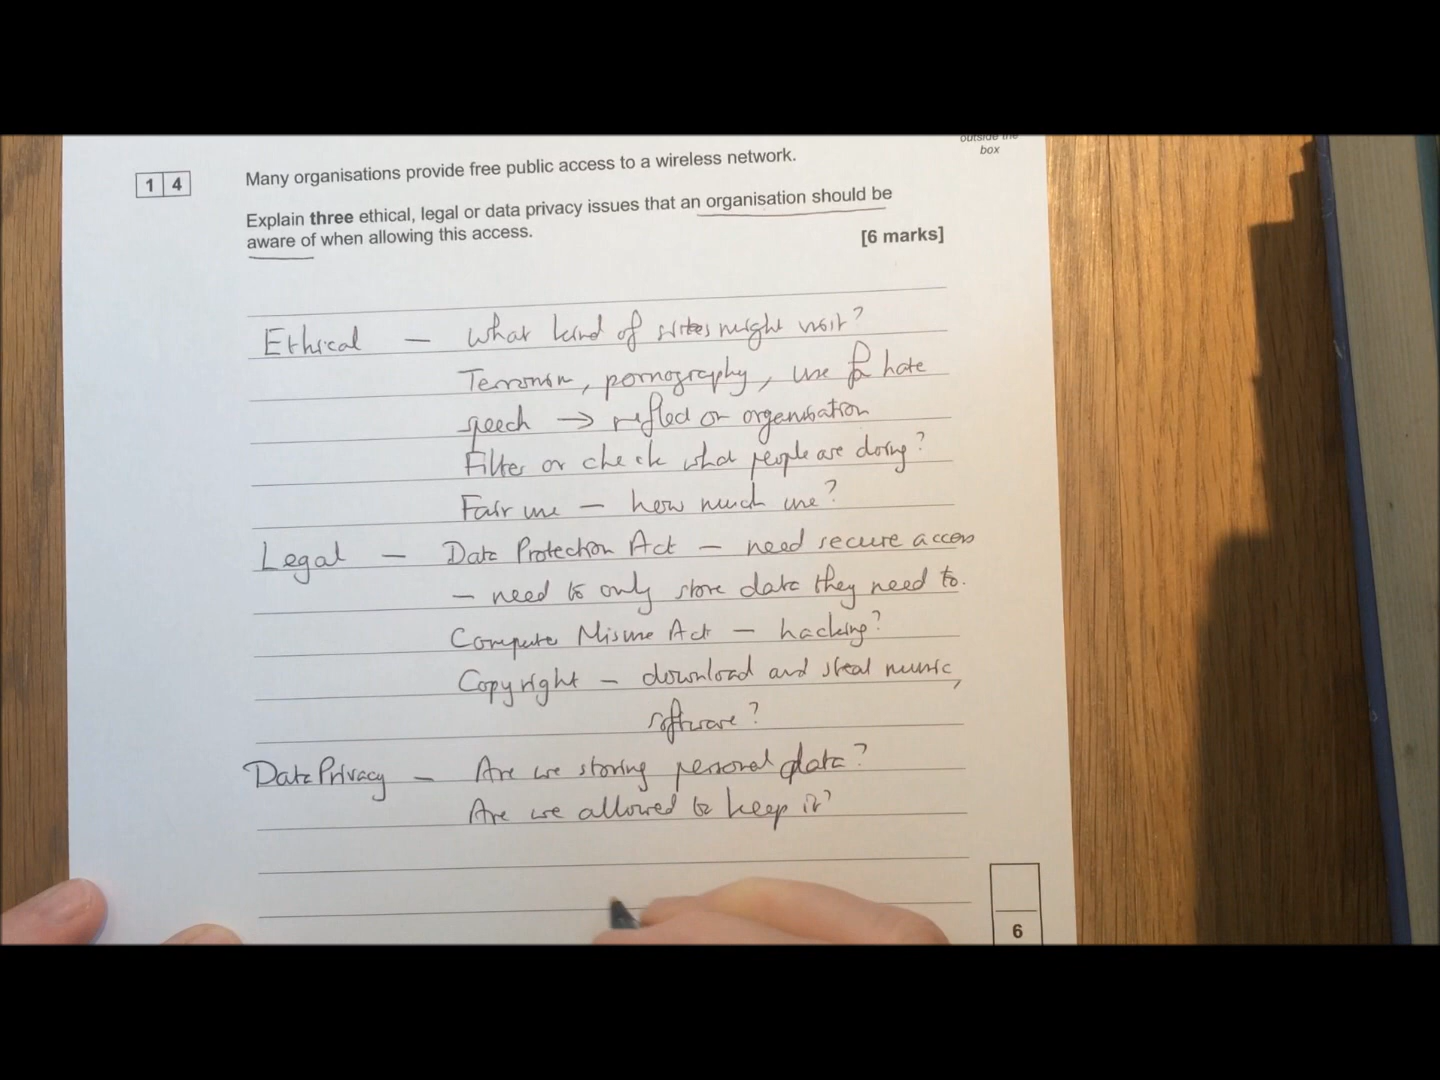 outside the
box
1 4
Many organisations provide free public access to a wireless network.
Explain three ethical, legal or data privacy issues that an organisation should be
aware of when allowing this access.
[6 marks]
Ethical — What kind of sites might visit?
Terrorism, pornography, use for hate
speech → reflect on organisation
Filter or check what people are doing?
Fair use — how much use?
Legal — Data Protection Act — need secure access
— need to only store data they need to.
Computer Misuse Act — hacking?
Copyright — download and steal music,
software?
Data Privacy — Are we storing personal data?
Are we allowed to keep it?
6